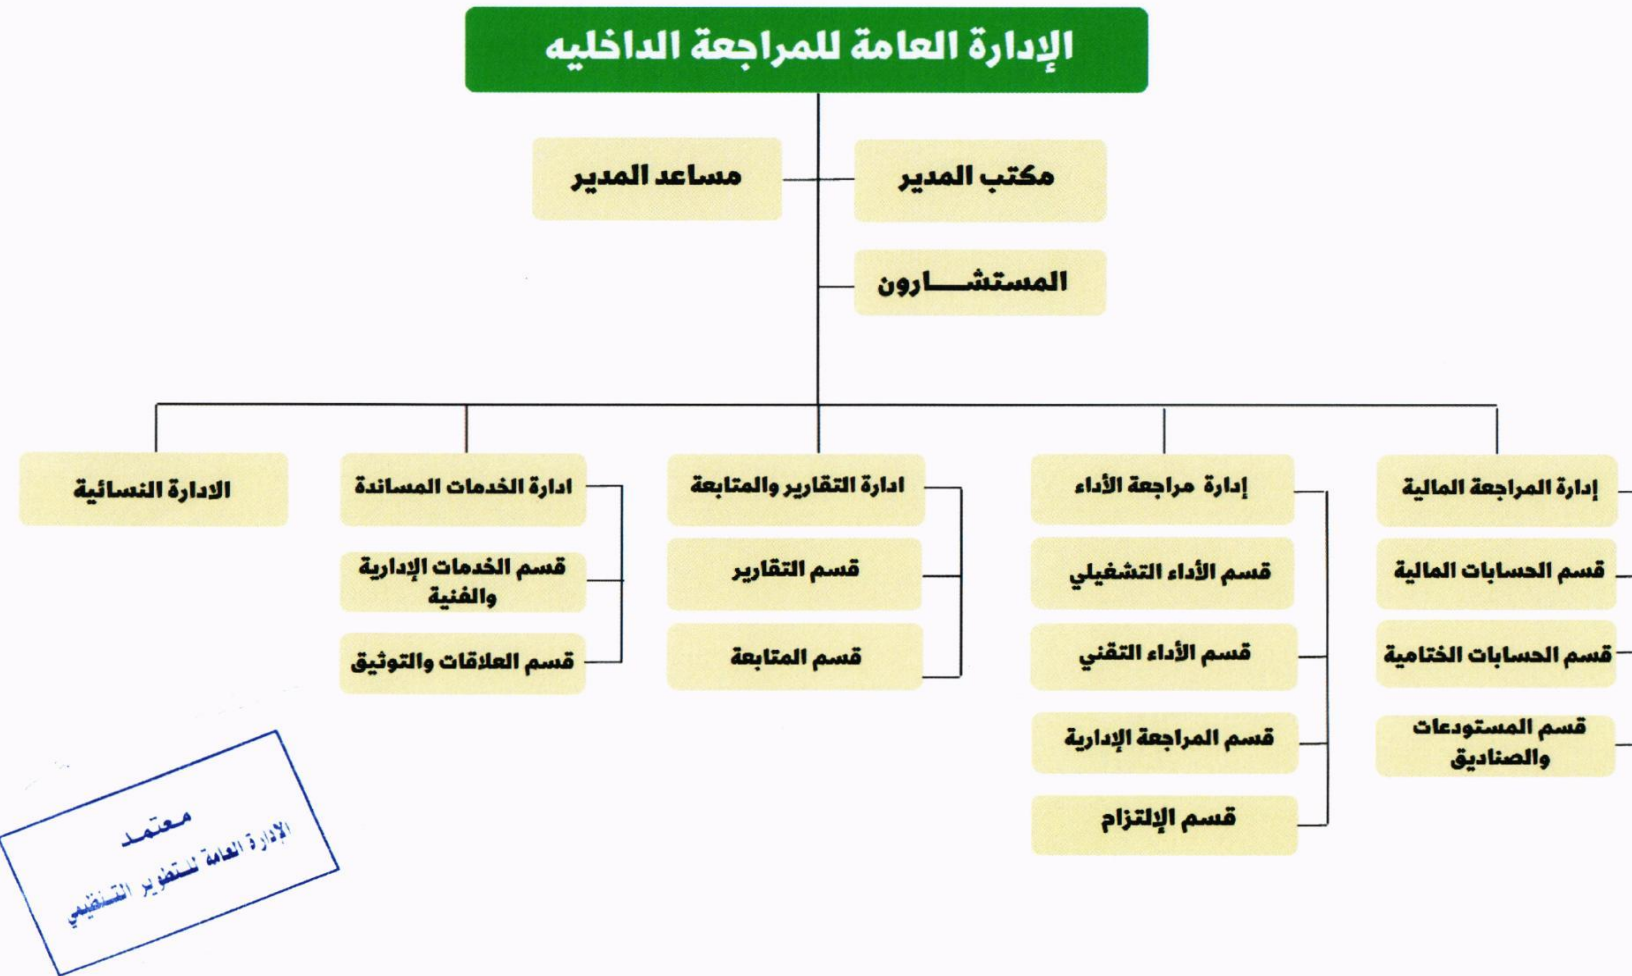 الإدارة العامة للمراجعة الداخليه
مكتب المدير
مساعد المدير
المستشـــارون
إدارة المراجعة المالية
قسم الحسابات المالية
قسم الحسابات الختامية
قسم المستودعات
والصناديق
إدارة مراجعة الأداء
قسم الأداء التشغيلي
قسم الأداء التقني
قسم المراجعة الإدارية
قسم الإلتزام
ادارة التقارير والمتابعة
قسم التقارير
قسم المتابعة
ادارة الخدمات المساندة
قسم الخدمات الإدارية
والفنية
قسم العلاقات والتوثيق
الادارة النسائية
معتمد
الإدارة العامة للتطوير التنظيمي